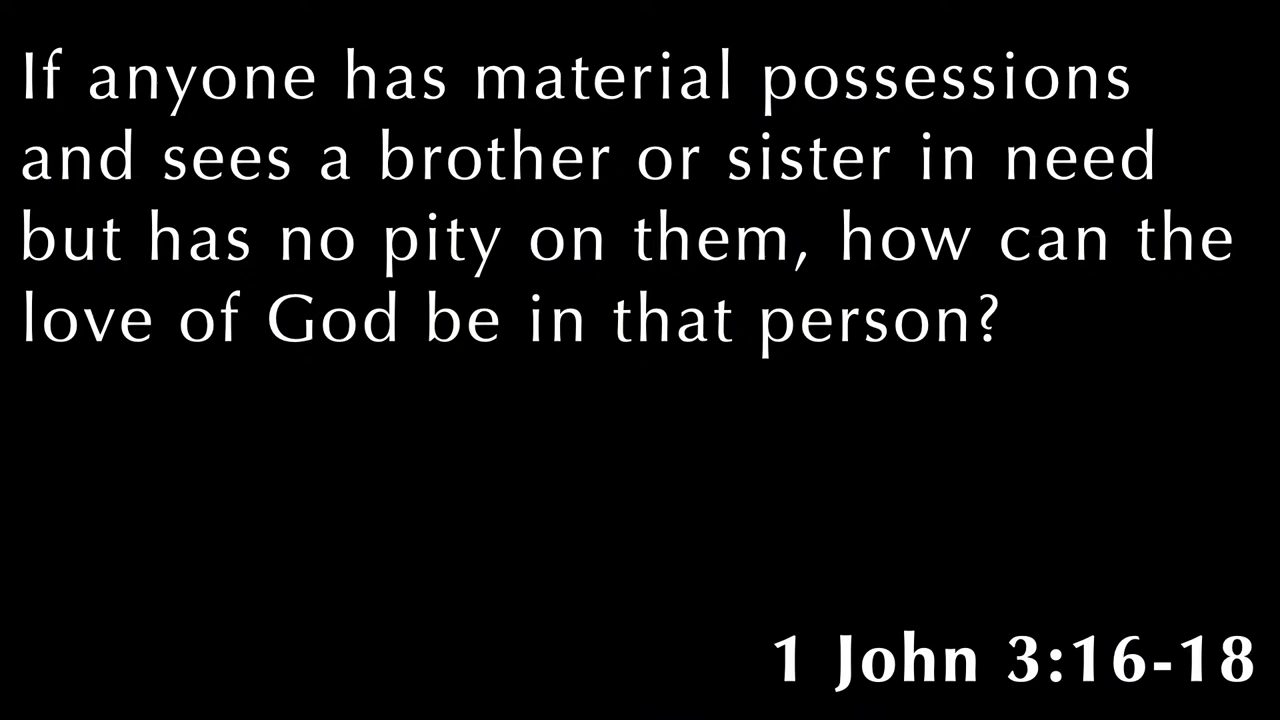 If anyone has material possessions
and sees a brother or sister in need
but has no pity on them, how can the
love of God be in that person?
1 John 3:16-18